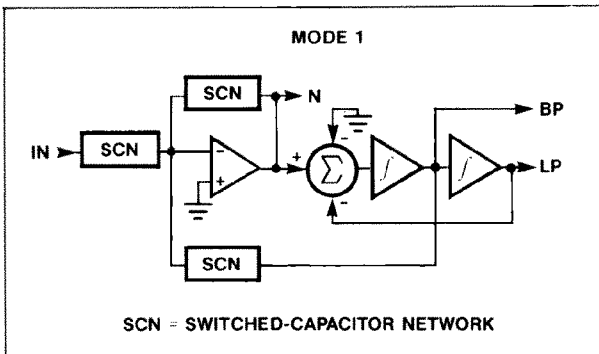 MODE 1
SCN
N
BP
IN
SCN
-
+
+
-
Σ
-
∫
∫
LP
SCN
SCN = SWITCHED-CAPACITOR NETWORK